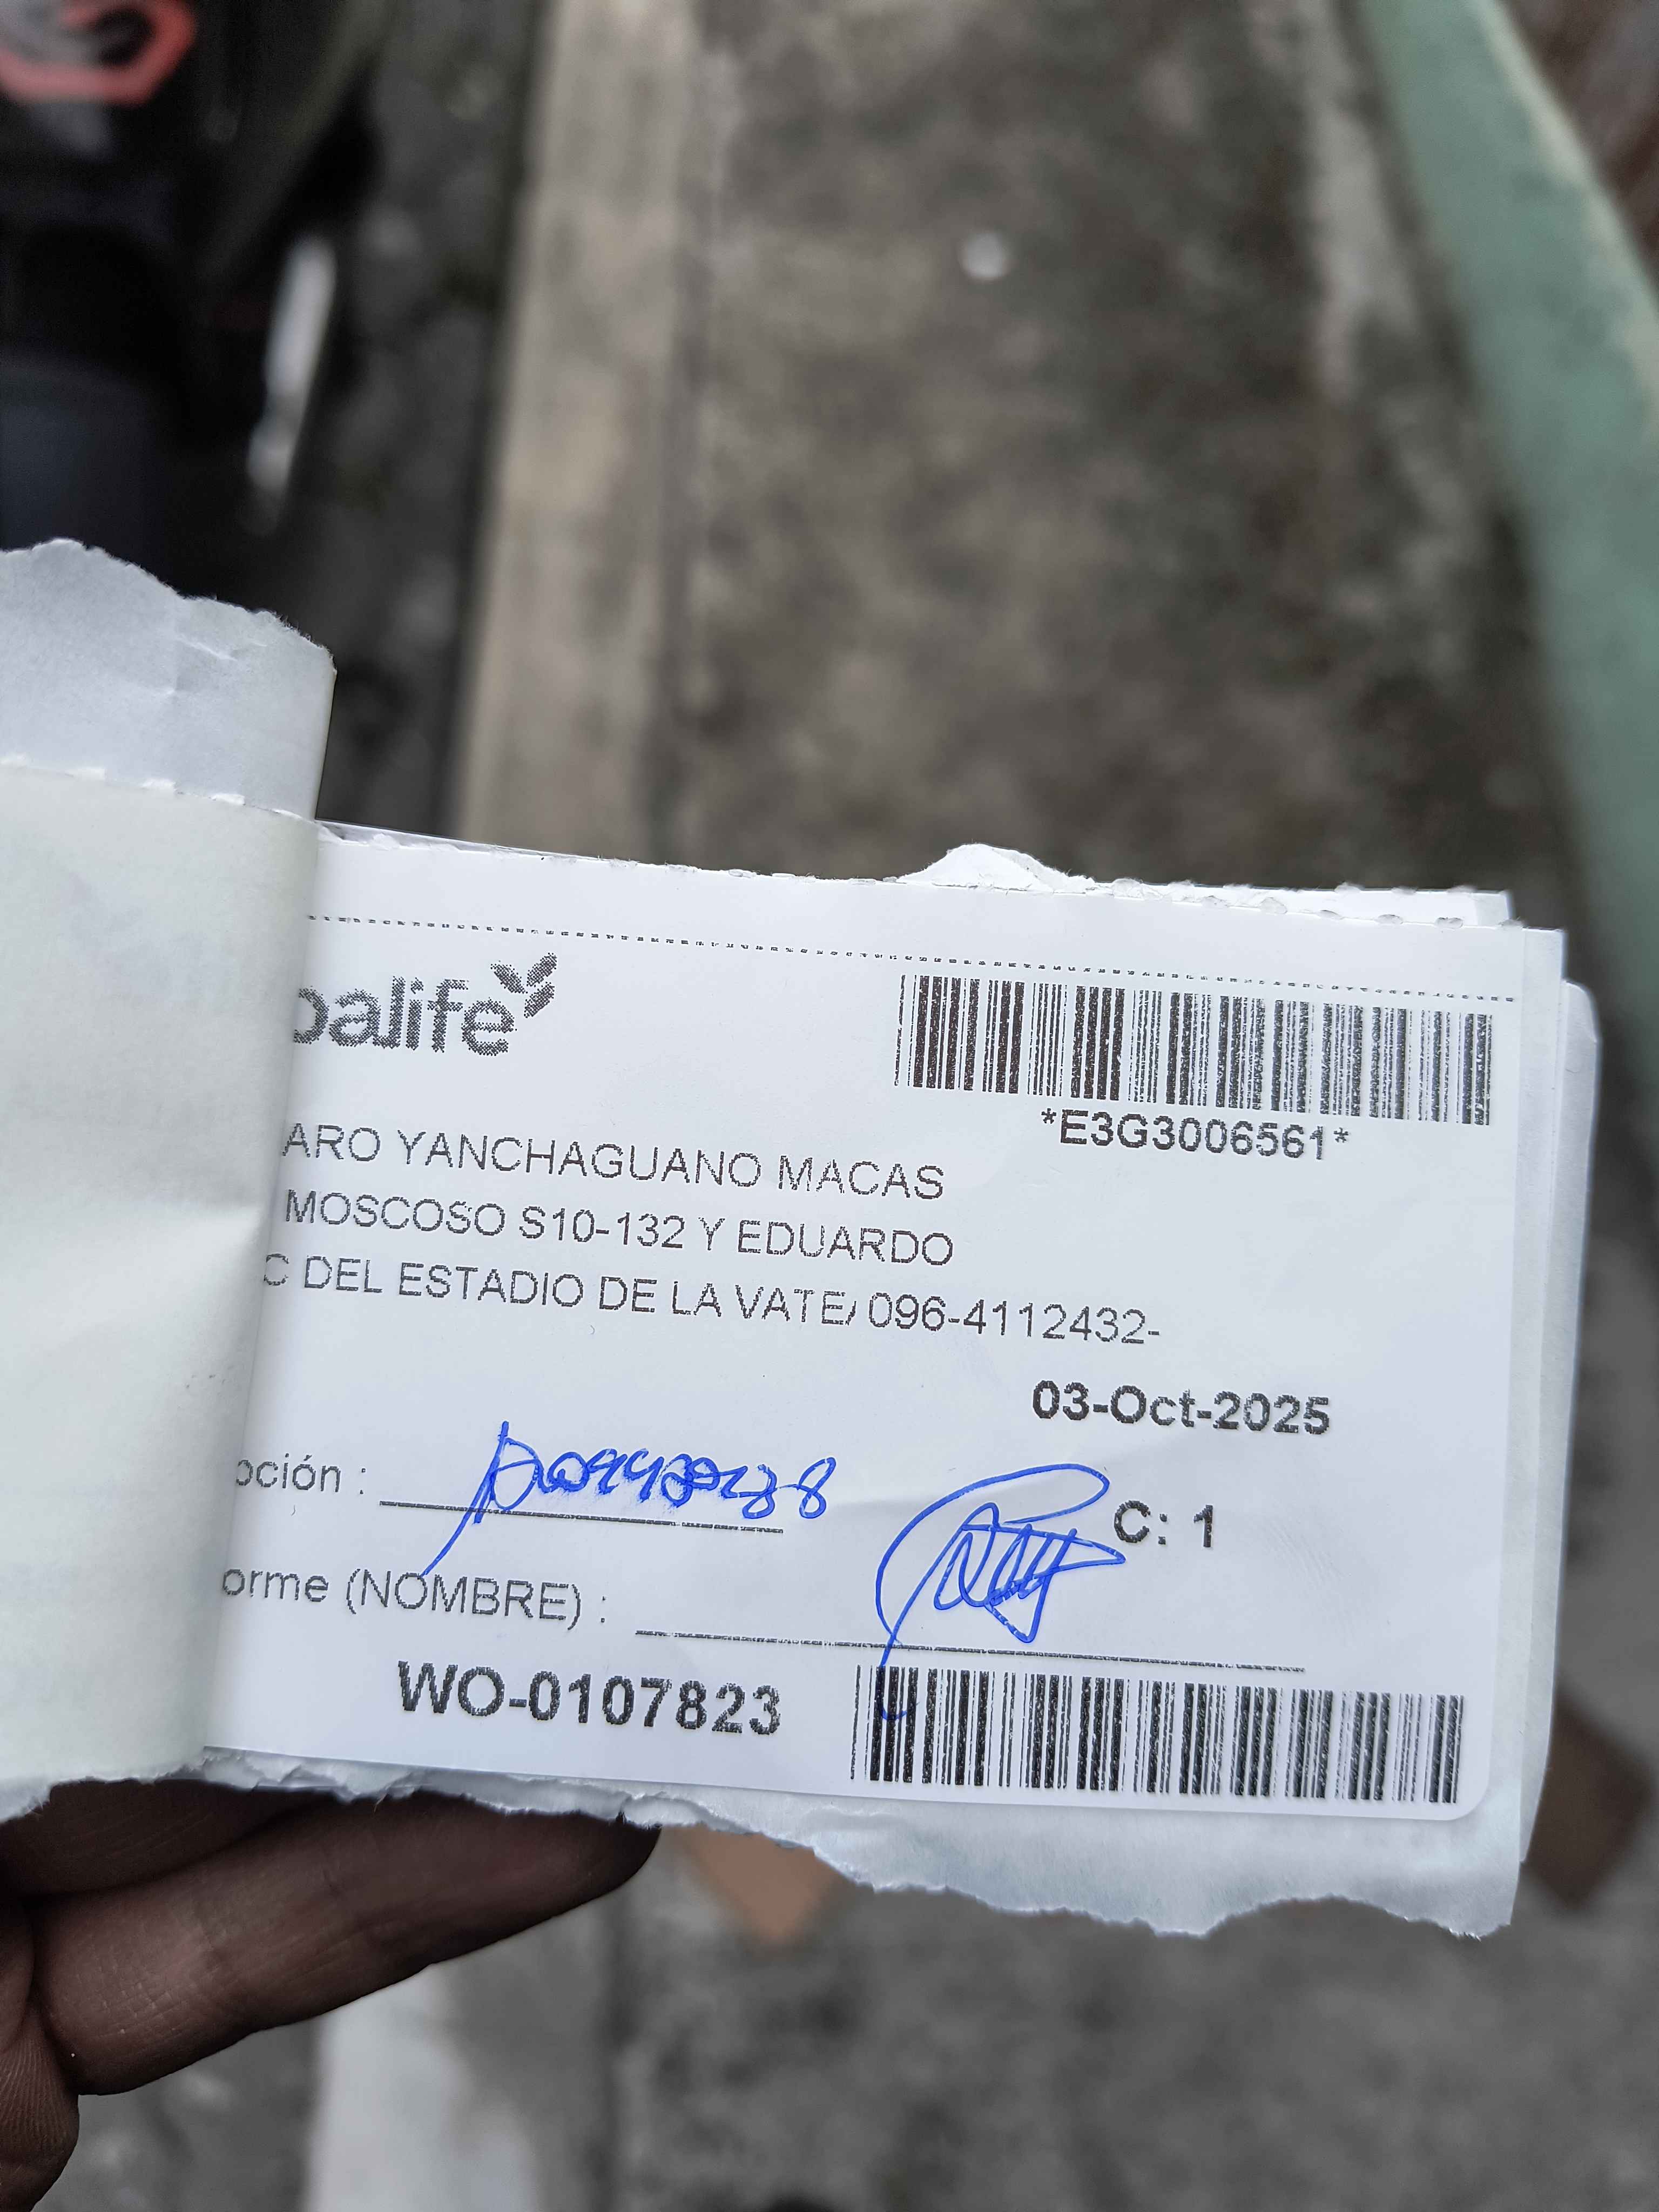 balife
*E3G3006561*
ARO YANCHAGUANO MACAS
MOSCOSO S10-132 Y EDUARDO
C DEL ESTADIO DE LA VATE/ 096-4112432-
03-Oct-2025
pción :
C: 1
orme (NOMBRE) :
WO-0107823